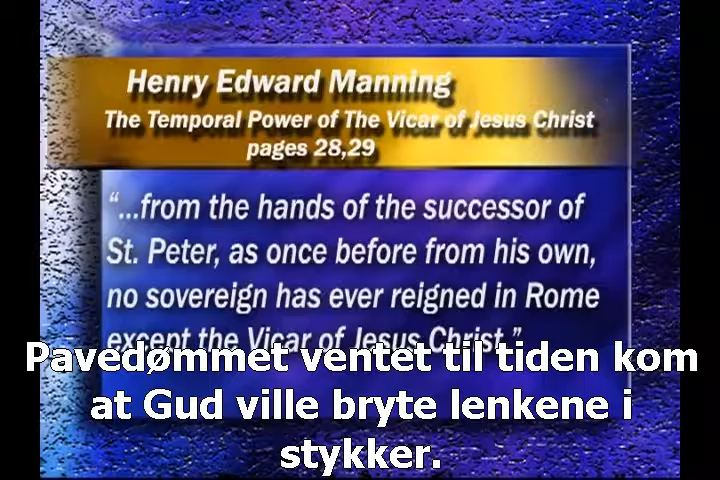 Henry Edward Manning
The Temporal Power of The Vicar of Jesus Christ
pages 28,29
“...from the hands of the successor of
St. Peter, as once before from his own,
no sovereign has ever reigned in Rome
except the Vicar of Jesus Christ.”
Pavedømmet ventet til tiden kom
at Gud ville bryte lenkene i
stykker.